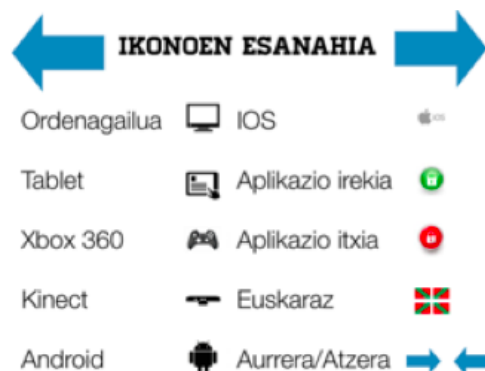 IKONOEN ESANAHIA
Ordenagailua IOS
Tablet Aplikazio irekia
Xbox 360 Aplikazio itxia
Kinect Euskaraz
Android Aurrera/Atzera